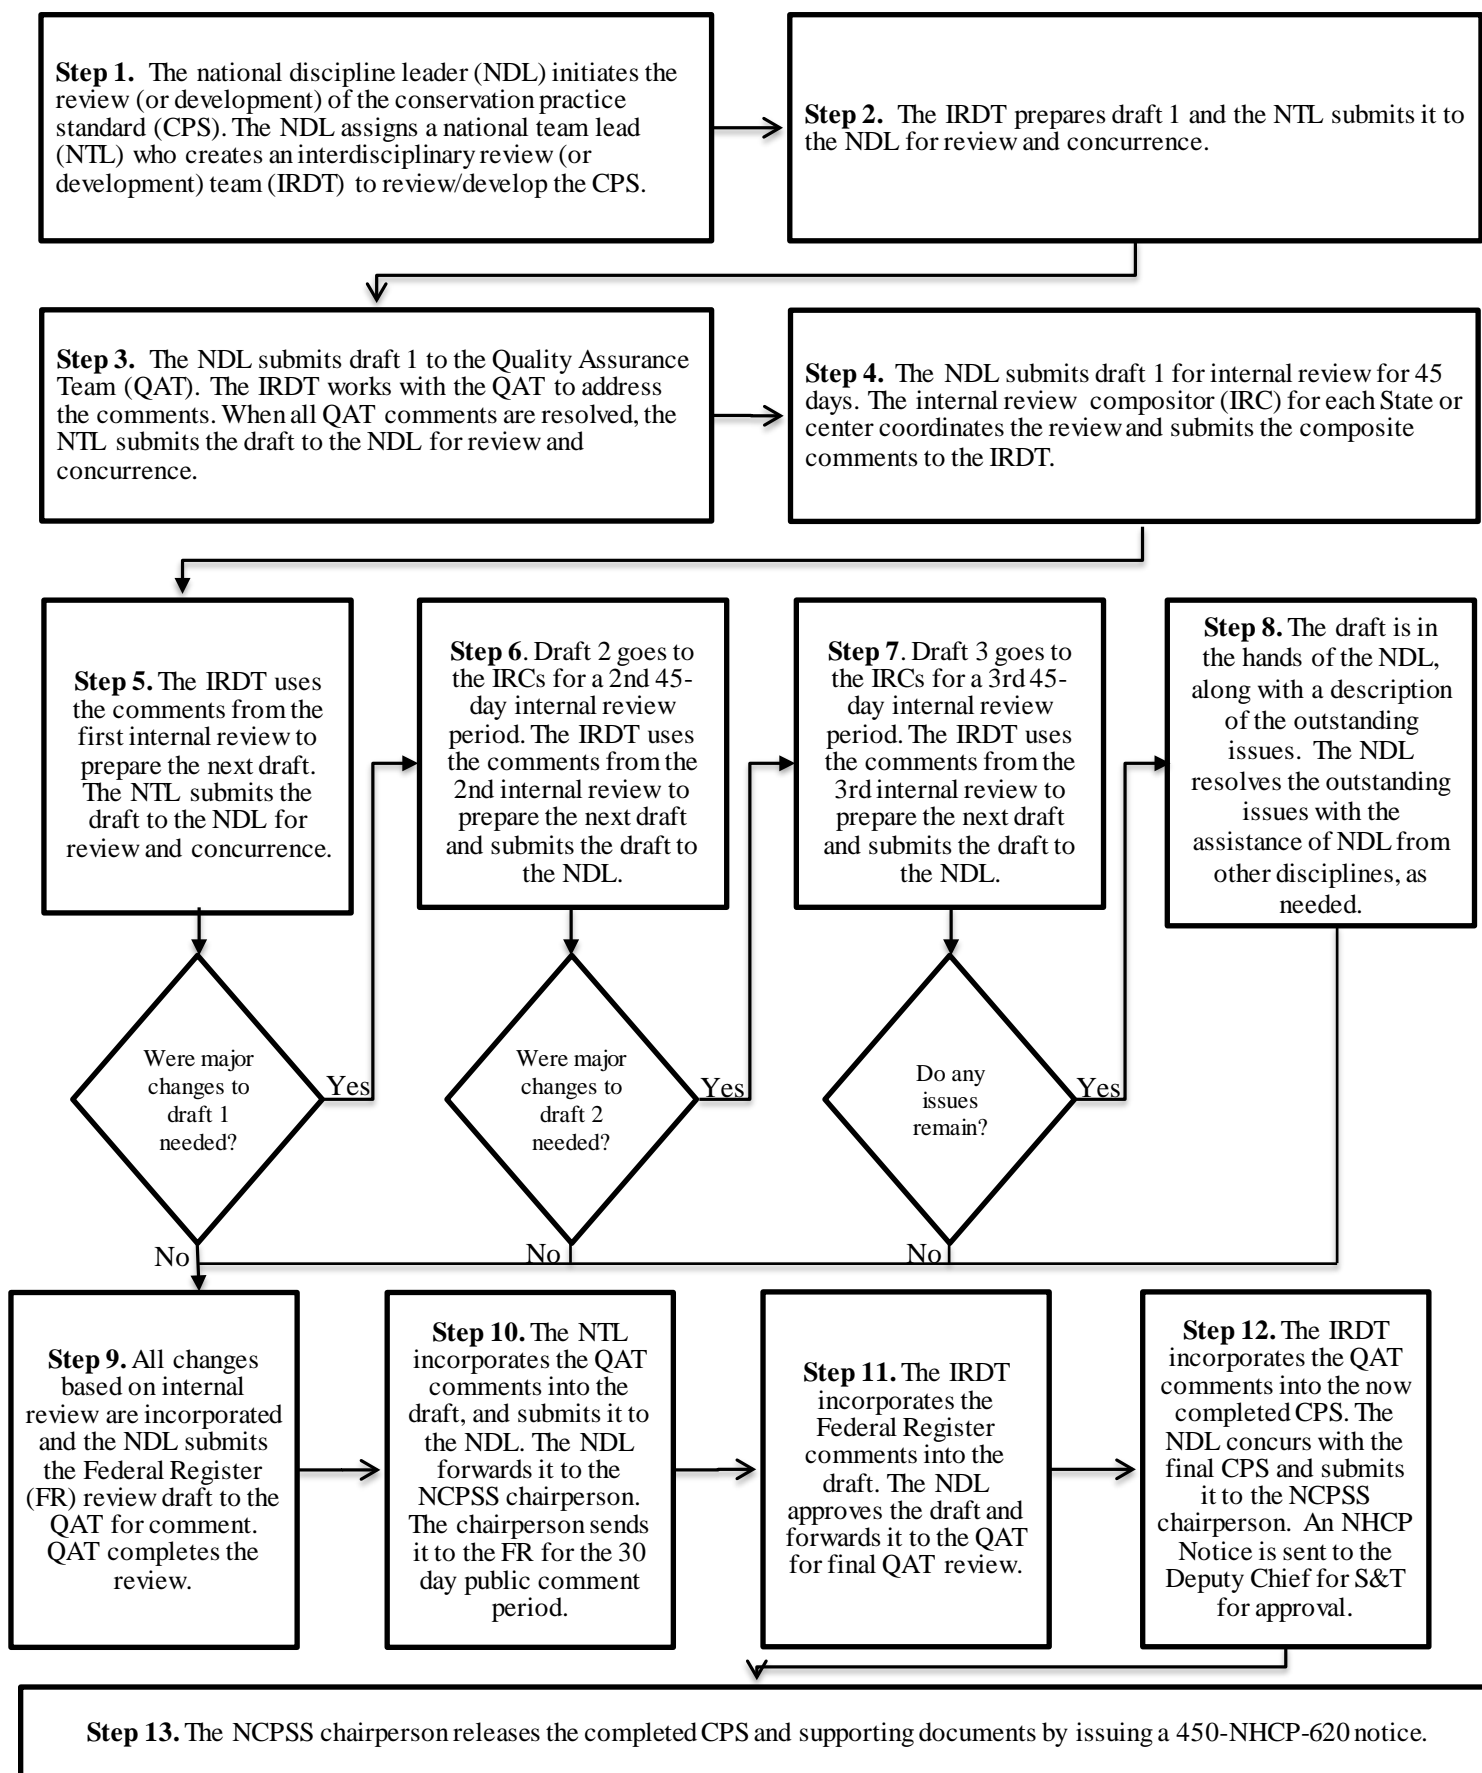 Step 1. The national discipline leader (NDL) initiates the
review (or development) of the conservation practice
standard (CPS). The NDL assigns a national team lead
(NTL) who creates an interdisciplinary review (or
development) team (IRDT) to review/develop the CPS.
Step 2. The IRDT prepares draft 1 and the NTL submits it to
the NDL for review and concurrence.
Step 3. The NDL submits draft 1 to the Quality Assurance
Team (QAT). The IRDT works with the QAT to address
the comments. When all QAT comments are resolved, the
NTL submits the draft to the NDL for review and
concurrence.
Step 4. The NDL submits draft 1 for internal review for 45
days. The internal review compositor (IRC) for each State or
center coordinates the review and submits the composite
comments to the IRDT.
Step 5. The IRDT uses
the comments from the
first internal review to
prepare the next draft.
The NTL submits the
draft to the NDL for
review and concurrence.
Step 6. Draft 2 goes to
the IRCs for a 2nd 45-
day internal review
period. The IRDT uses
the comments from the
2nd internal review to
prepare the next draft
and submits the draft to
the NDL.
Step 7. Draft 3 goes to
the IRCs for a 3rd 45-
day internal review
period. The IRDT uses
the comments from the
3rd internal review to
prepare the next draft
and submits the draft to
the NDL.
Step 8. The draft is in
the hands of the NDL,
along with a description
of the outstanding
issues. The NDL
resolves the outstanding
issues with the
assistance of NDL from
other disciplines, as
needed.
Were major
changes to
draft 1
needed?
Yes
Were major
changes to
draft 2
needed?
Yes
Do any
issues
remain?
Yes
No
No
No
Step 9. All changes
based on internal
review are incorporated
and the NDL submits
the Federal Register
(FR) review draft to the
QAT for comment.
QAT completes the
review.
Step 10. The NTL
incorporates the QAT
comments into the
draft, and submits it to
the NDL. The NDL
forwards it to the
NCPSS chairperson.
The chairperson sends
it to the FR for the 30
day public comment
period.
Step 11. The IRDT
incorporates the
Federal Register
comments into the
draft. The NDL
approves the draft and
forwards it to the QAT
for final QAT review.
Step 12. The IRDT
incorporates the QAT
comments into the now
completed CPS. The
NDL concurs with the
final CPS and submits
it to the NCPSS
chairperson. An NHCP
Notice is sent to the
Deputy Chief for S&T
for approval.
Step 13. The NCPSS chairperson releases the completed CPS and supporting documents by issuing a 450-NHCP-620 notice.